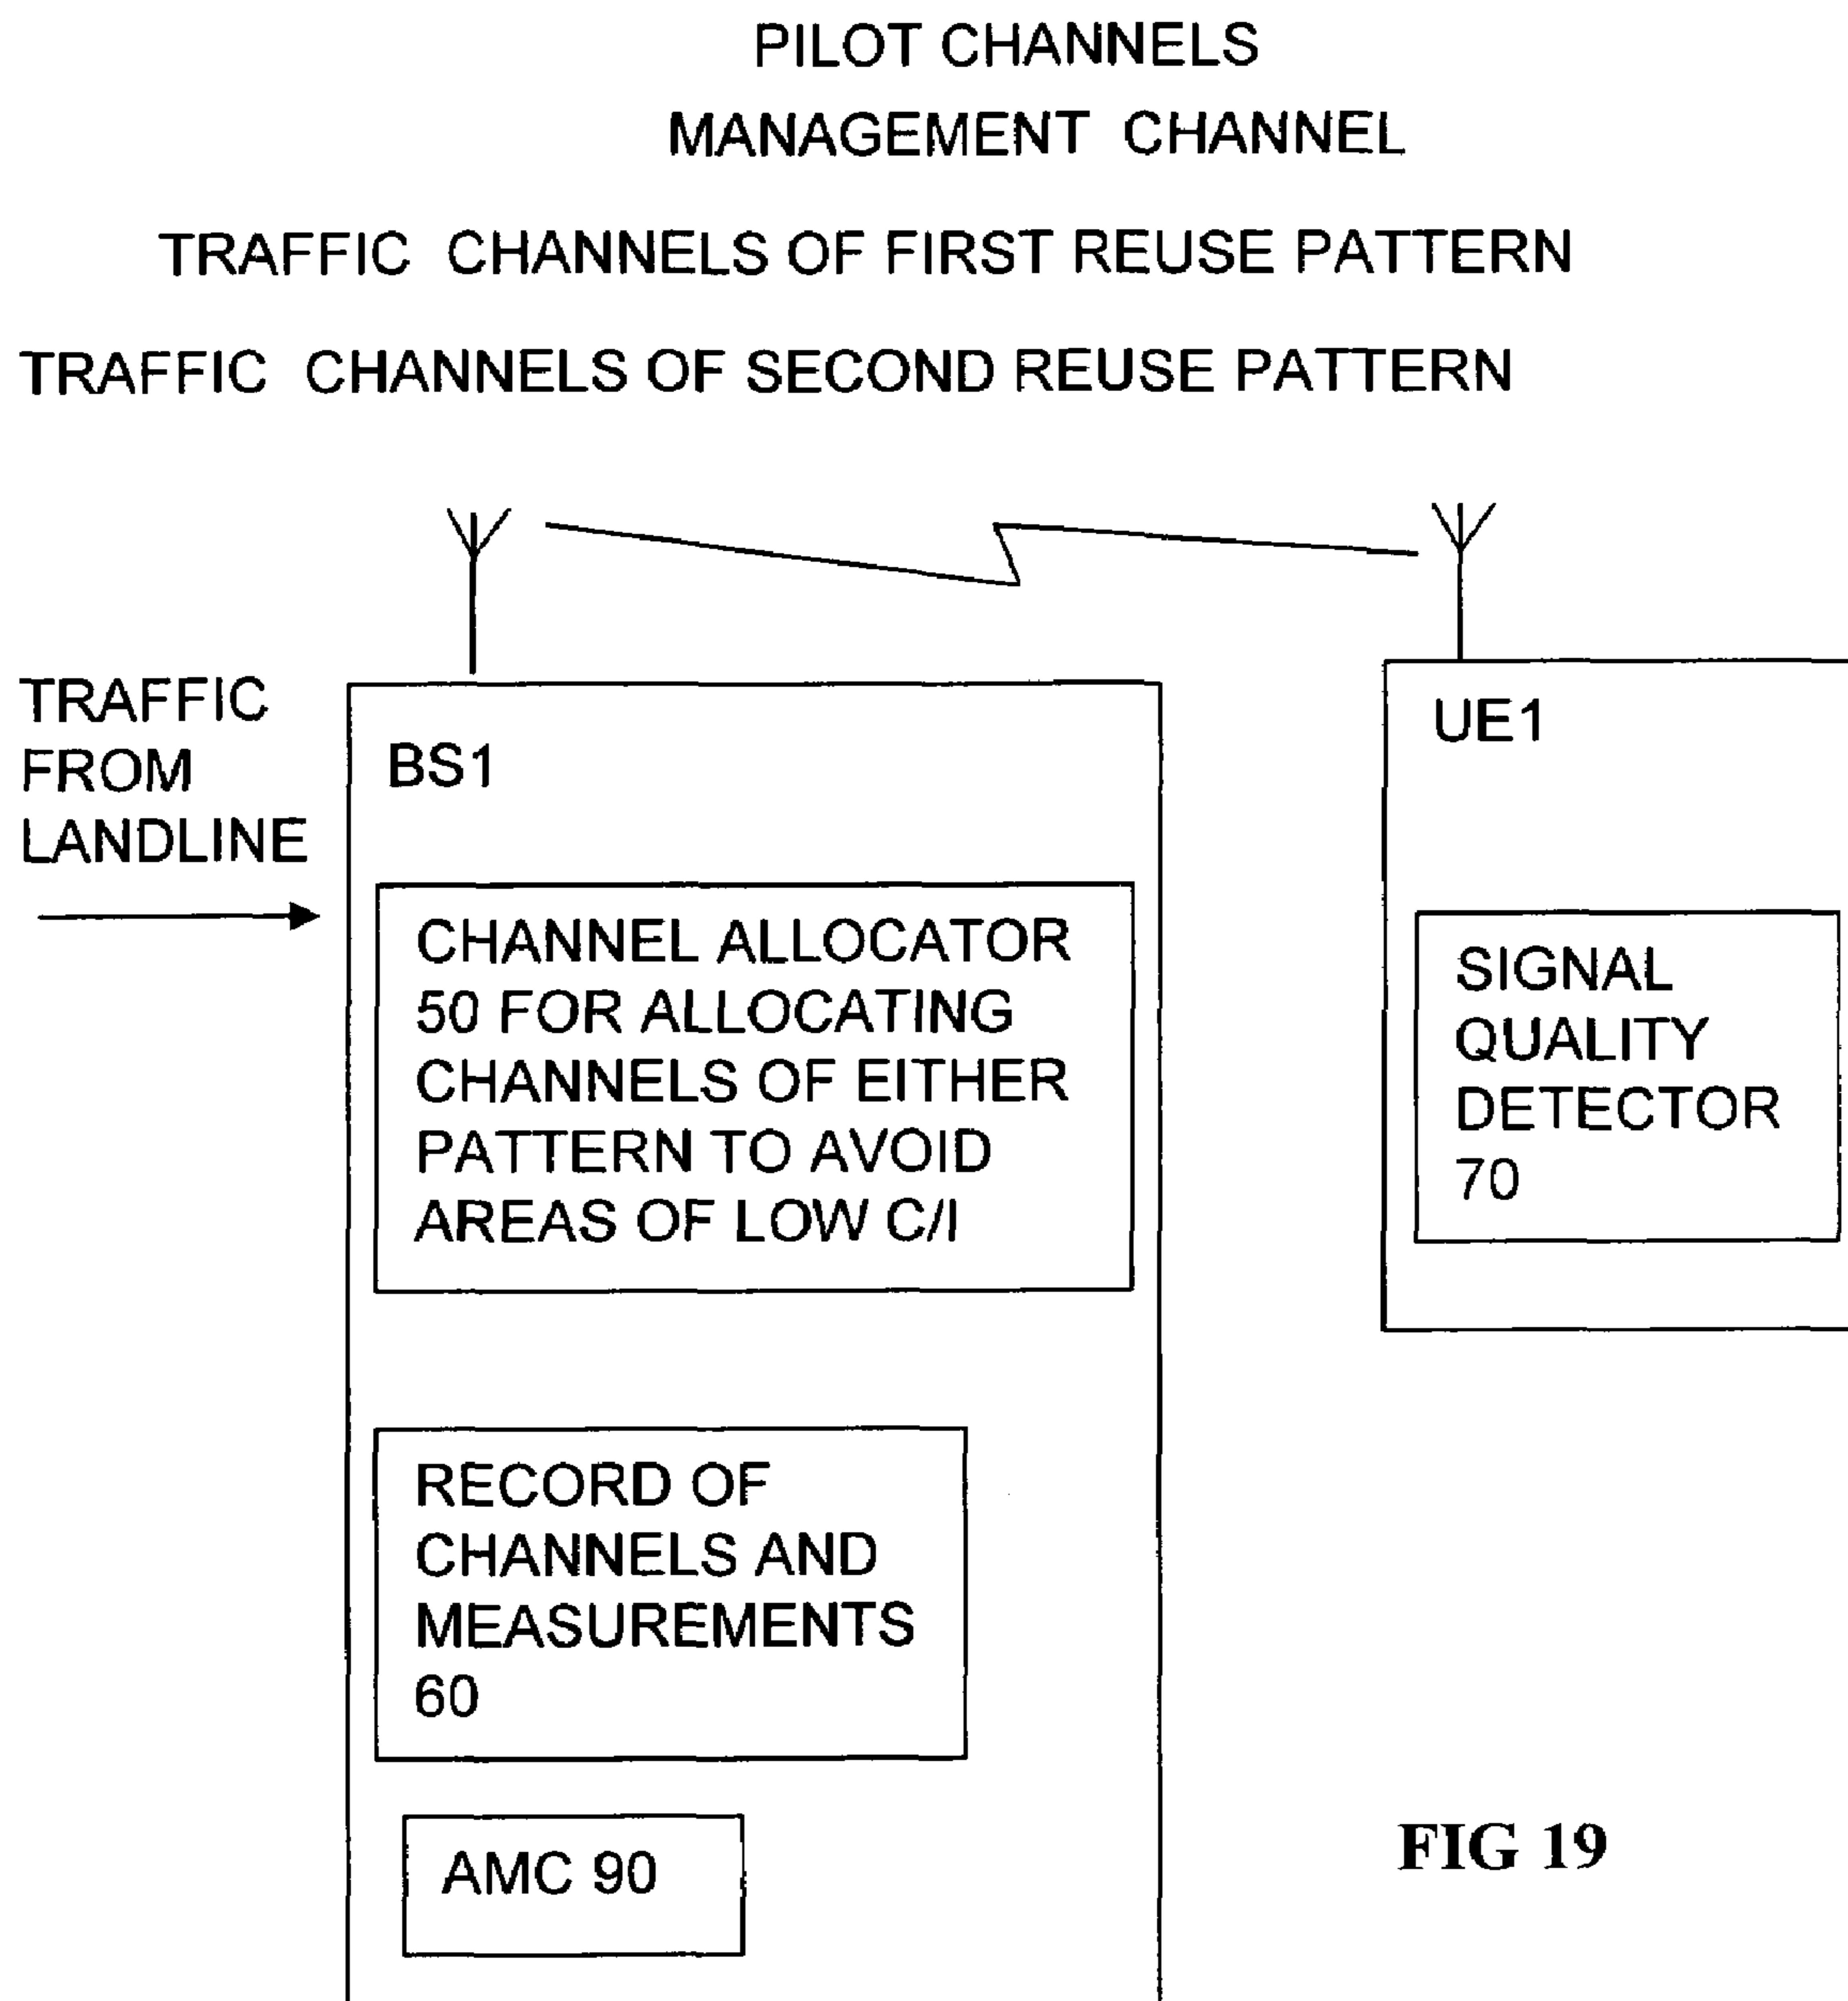 PILOT CHANNELS
MANAGEMENT CHANNEL
TRAFFIC CHANNELS OF FIRST REUSE PATTERN
TRAFFIC CHANNELS OF SECOND REUSE PATTERN
TRAFFIC
FROM
LANDLINE
BS1
CHANNEL ALLOCATOR
50 FOR ALLOCATING
CHANNELS OF EITHER
PATTERN TO AVOID
AREAS OF LOW C/I
RECORD OF
CHANNELS AND
MEASUREMENTS
60
AMC 90
UE1
SIGNAL
QUALITY
DETECTOR
70
FIG 19